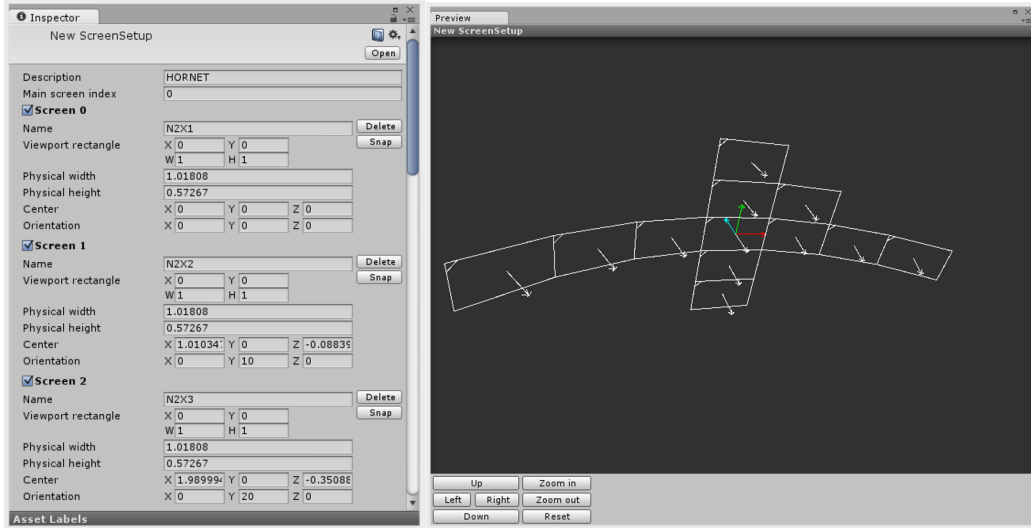 Inspector
New ScreenSetup
Open
Description HORNET
Main screen index 0
Screen 0
Name N2X1 Delete
Viewport rectangle X 0 Y 0 Snap
W 1 H 1
Physical width 1.01808
Physical height 0.57267
Center X 0 Y 0 Z 0
Orientation X 0 Y 0 Z 0
Screen 1
Name N2X2 Delete
Viewport rectangle X 0 Y 0 Snap
W 1 H 1
Physical width 1.01808
Physical height 0.57267
Center X 1.010347 Y 0 Z -0.08839
Orientation X 0 Y 10 Z 0
Screen 2
Name N2X3 Delete
Viewport rectangle X 0 Y 0 Snap
W 1 H 1
Physical width 1.01808
Physical height 0.57267
Center X 1.989994 Y 0 Z -0.35088
Orientation X 0 Y 20 Z 0
Asset Labels
Preview
New ScreenSetup
Up Zoom in
Left Right Zoom out
Down Reset